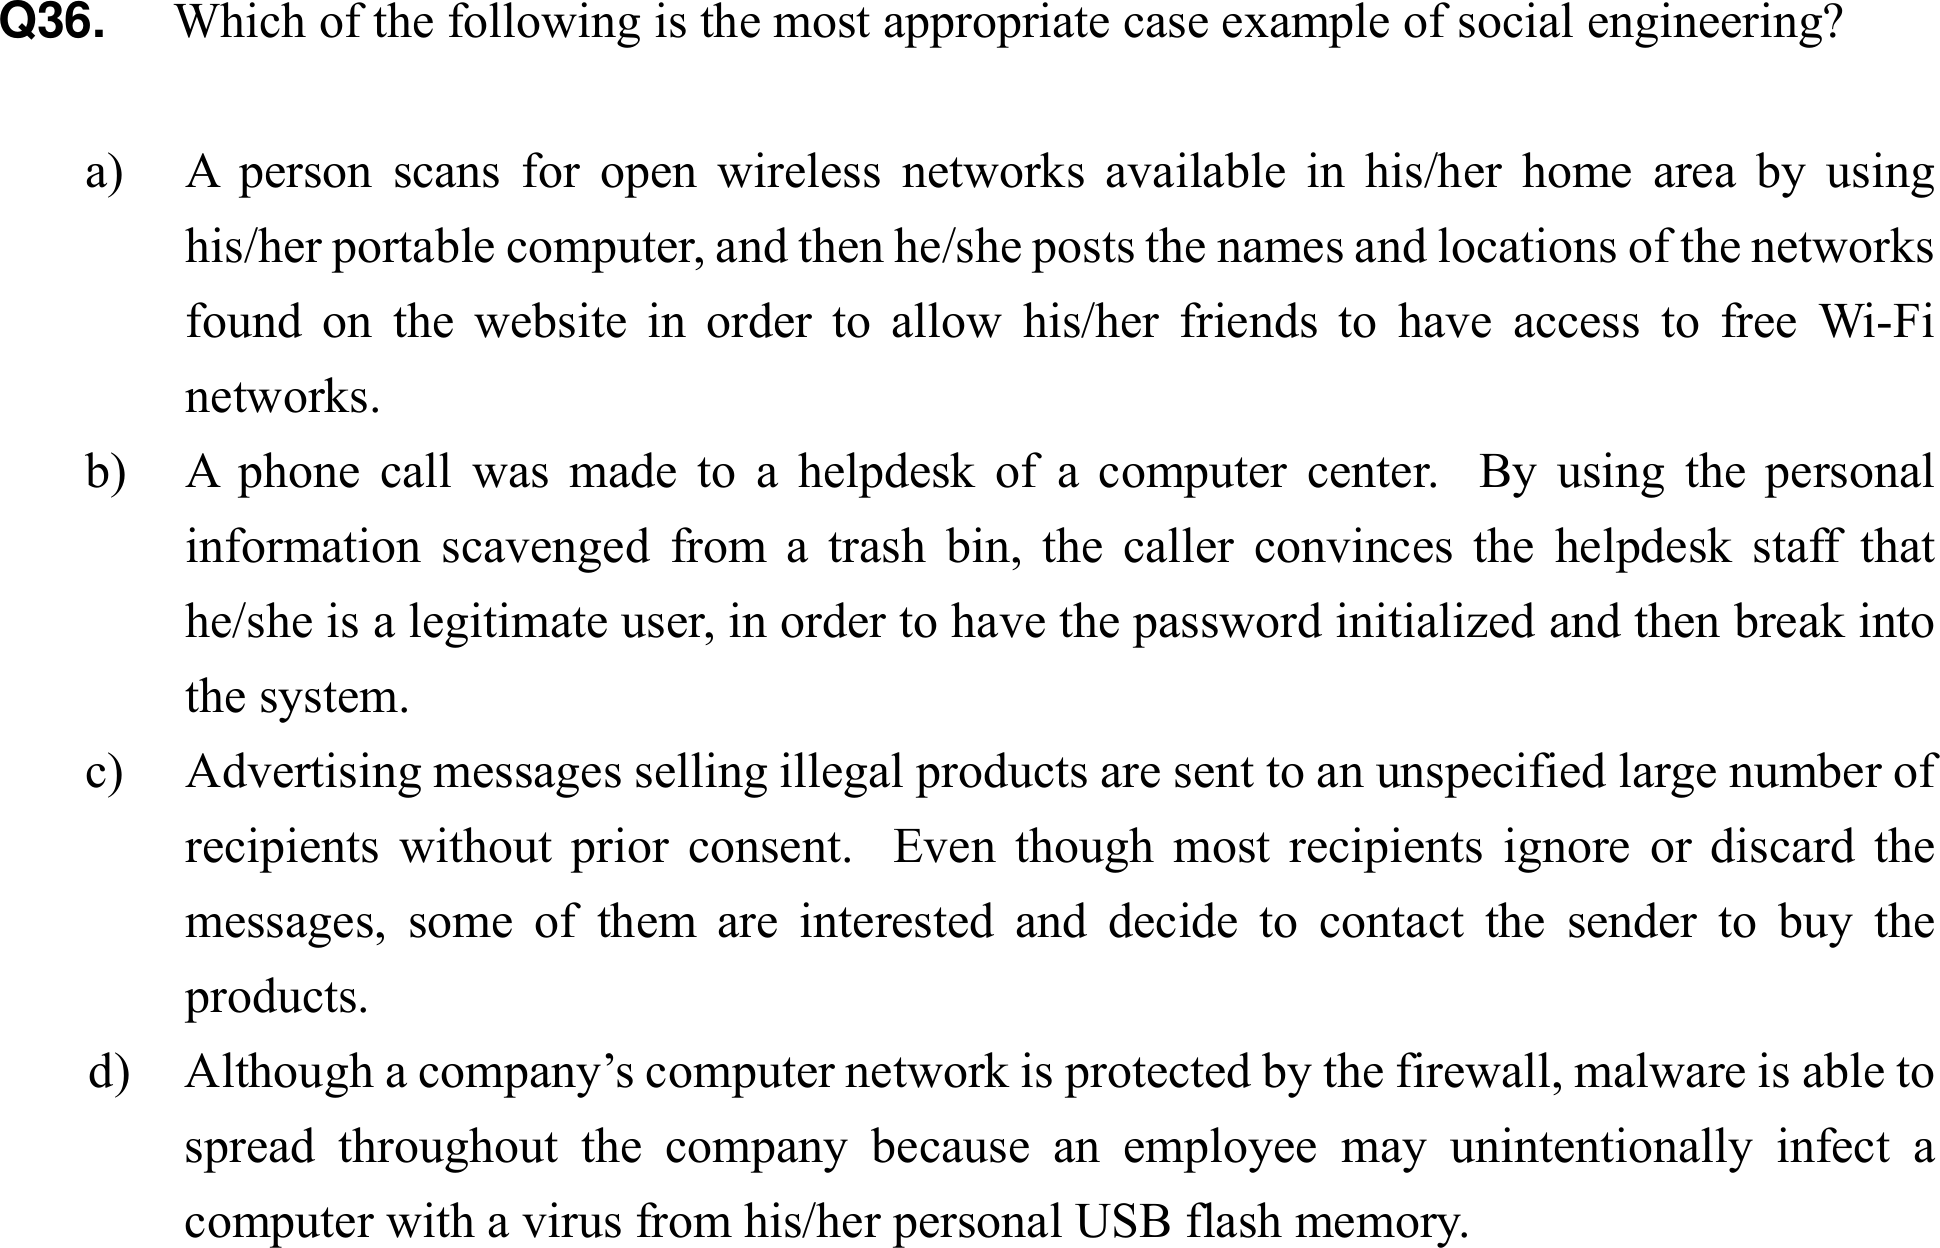 Q36. Which of the following is the most appropriate case example of social engineering?
a) A person scans for open wireless networks available in his/her home area by using
his/her portable computer, and then he/she posts the names and locations of the networks
found on the website in order to allow his/her friends to have access to free Wi-Fi
networks.
b) A phone call was made to a helpdesk of a computer center. By using the personal
information scavenged from a trash bin, the caller convinces the helpdesk staff that
he/she is a legitimate user, in order to have the password initialized and then break into
the system.
c) Advertising messages selling illegal products are sent to an unspecified large number of
recipients without prior consent. Even though most recipients ignore or discard the
messages, some of them are interested and decide to contact the sender to buy the
products.
d) Although a company’s computer network is protected by the firewall, malware is able to
spread throughout the company because an employee may unintentionally infect a
computer with a virus from his/her personal USB flash memory.